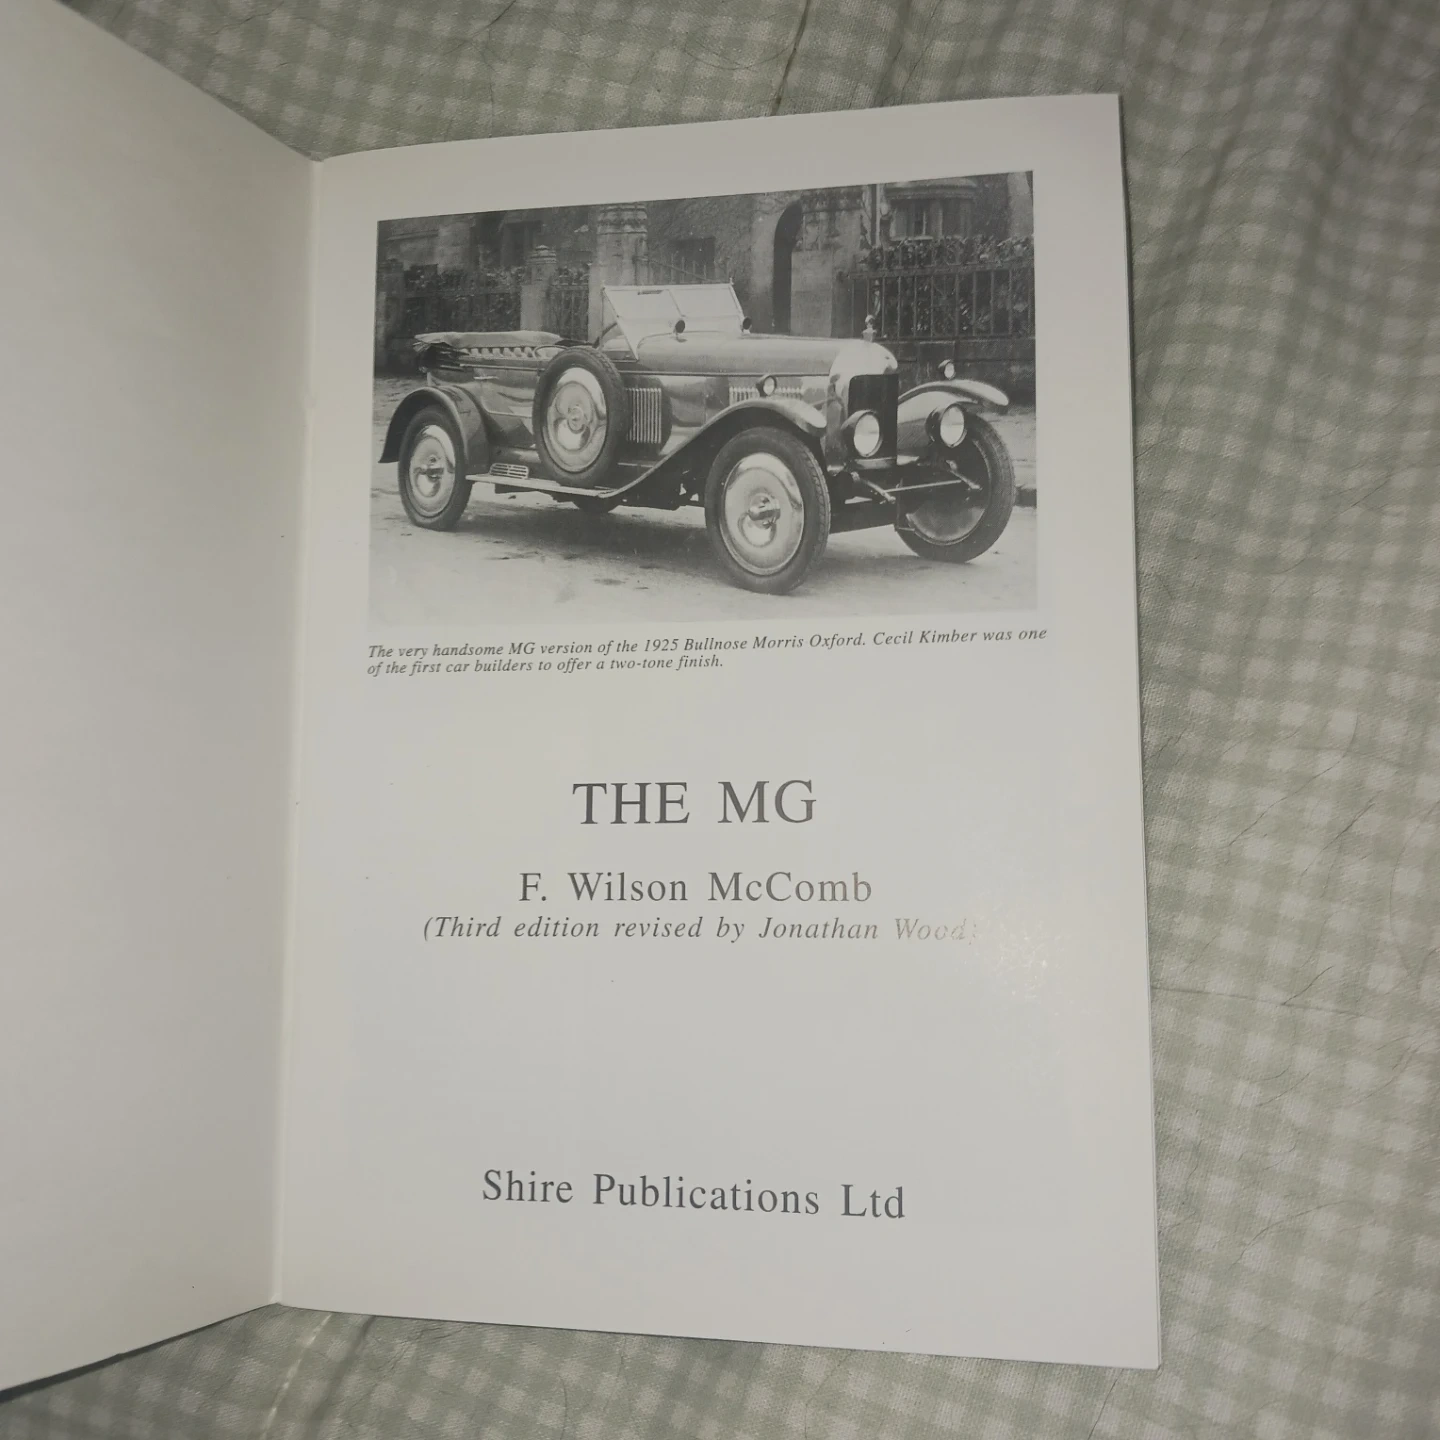 The very handsome MG version of the 1925 Bullnose Morris Oxford. Cecil Kimber was one
of the first car builders to offer a two-tone finish.
THE MG
F. Wilson McComb
(Third edition revised by Jonathan Wood)
Shire Publications Ltd